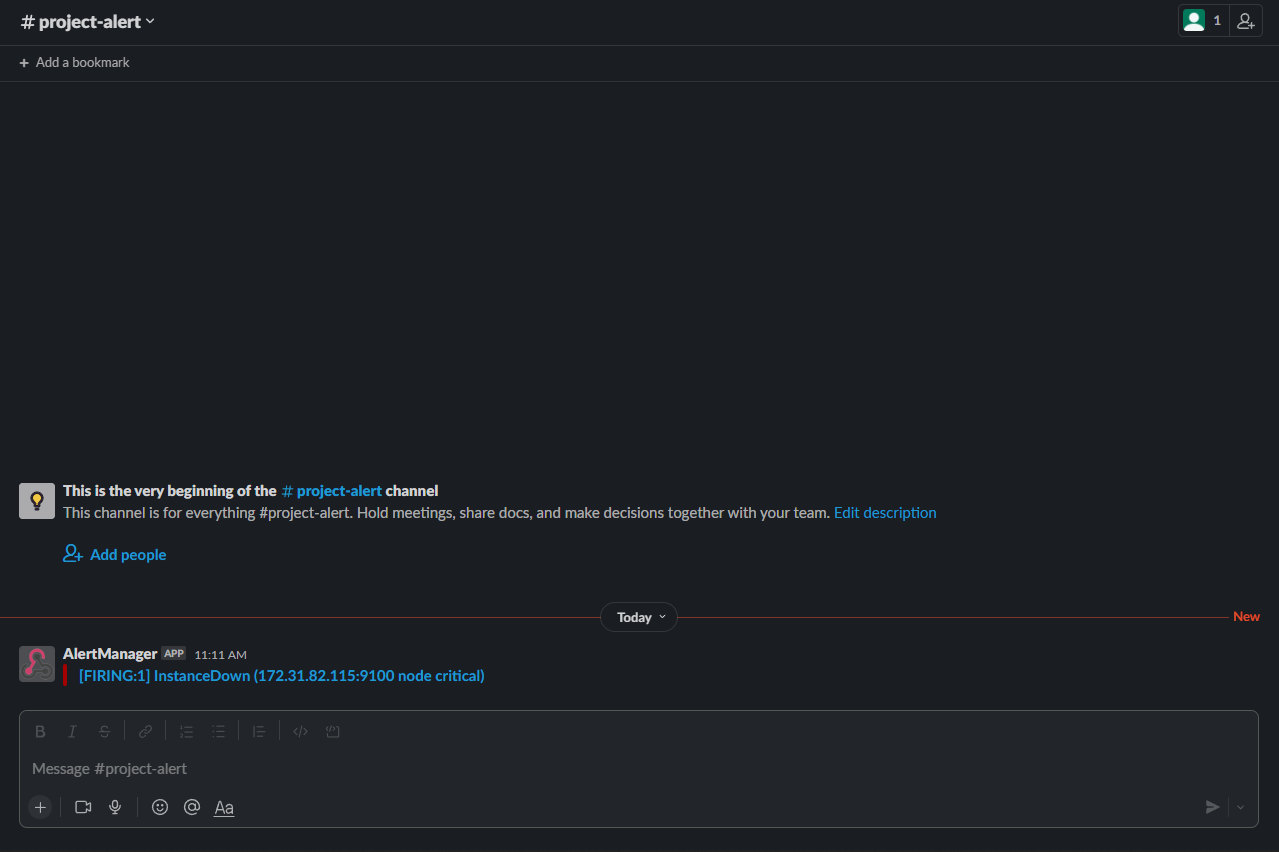 # project-alert
1
+ Add a bookmark
This is the very beginning of the # project-alert channel
This channel is for everything #project-alert. Hold meetings, share docs, and make decisions together with your team. Edit description
Add people
Today
New
AlertManager APP 11:11 AM
[FIRING:1] InstanceDown (172.31.82.115:9100 node critical)
B I S
Message #project-alert
+ @ Aa